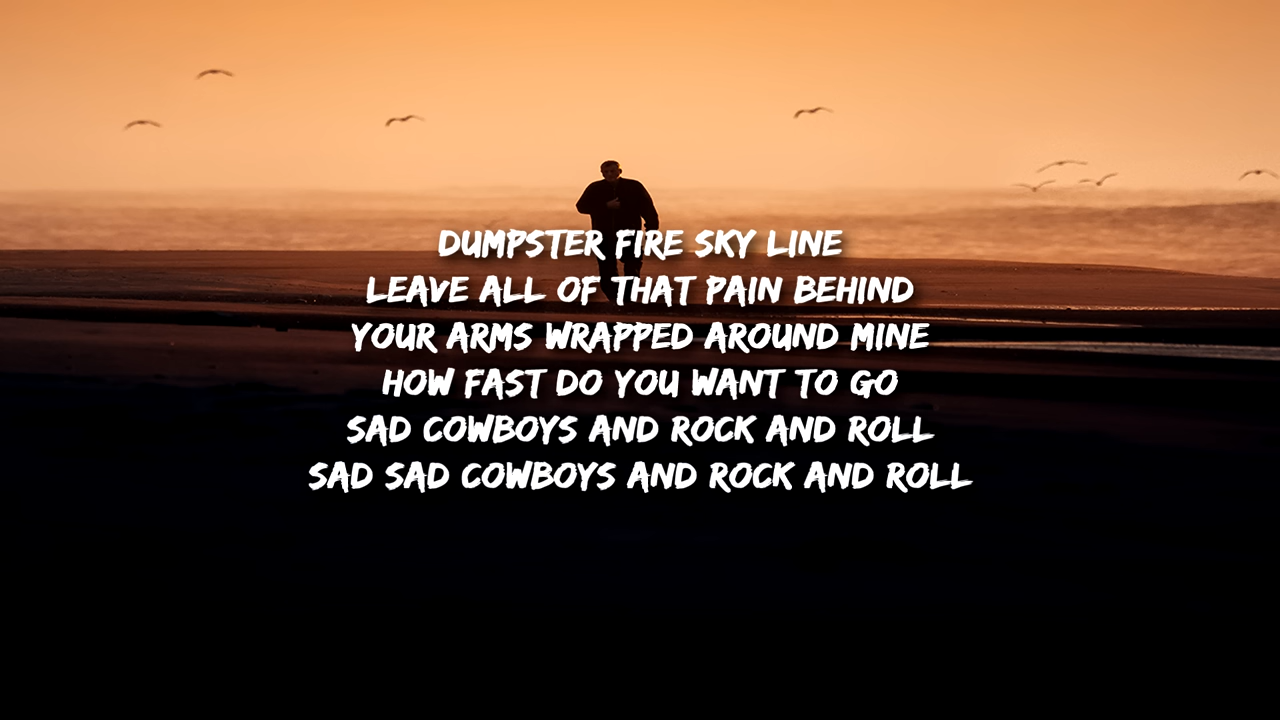 DUMPSTER FIRE SKY LINE
LEAVE ALL OF THAT PAIN BEHIND
YOUR ARMS WRAPPED AROUND MINE
HOW FAST DO YOU WANT TO GO
SAD COWBOYS AND ROCK AND ROLL
SAD SAD COWBOYS AND ROCK AND ROLL